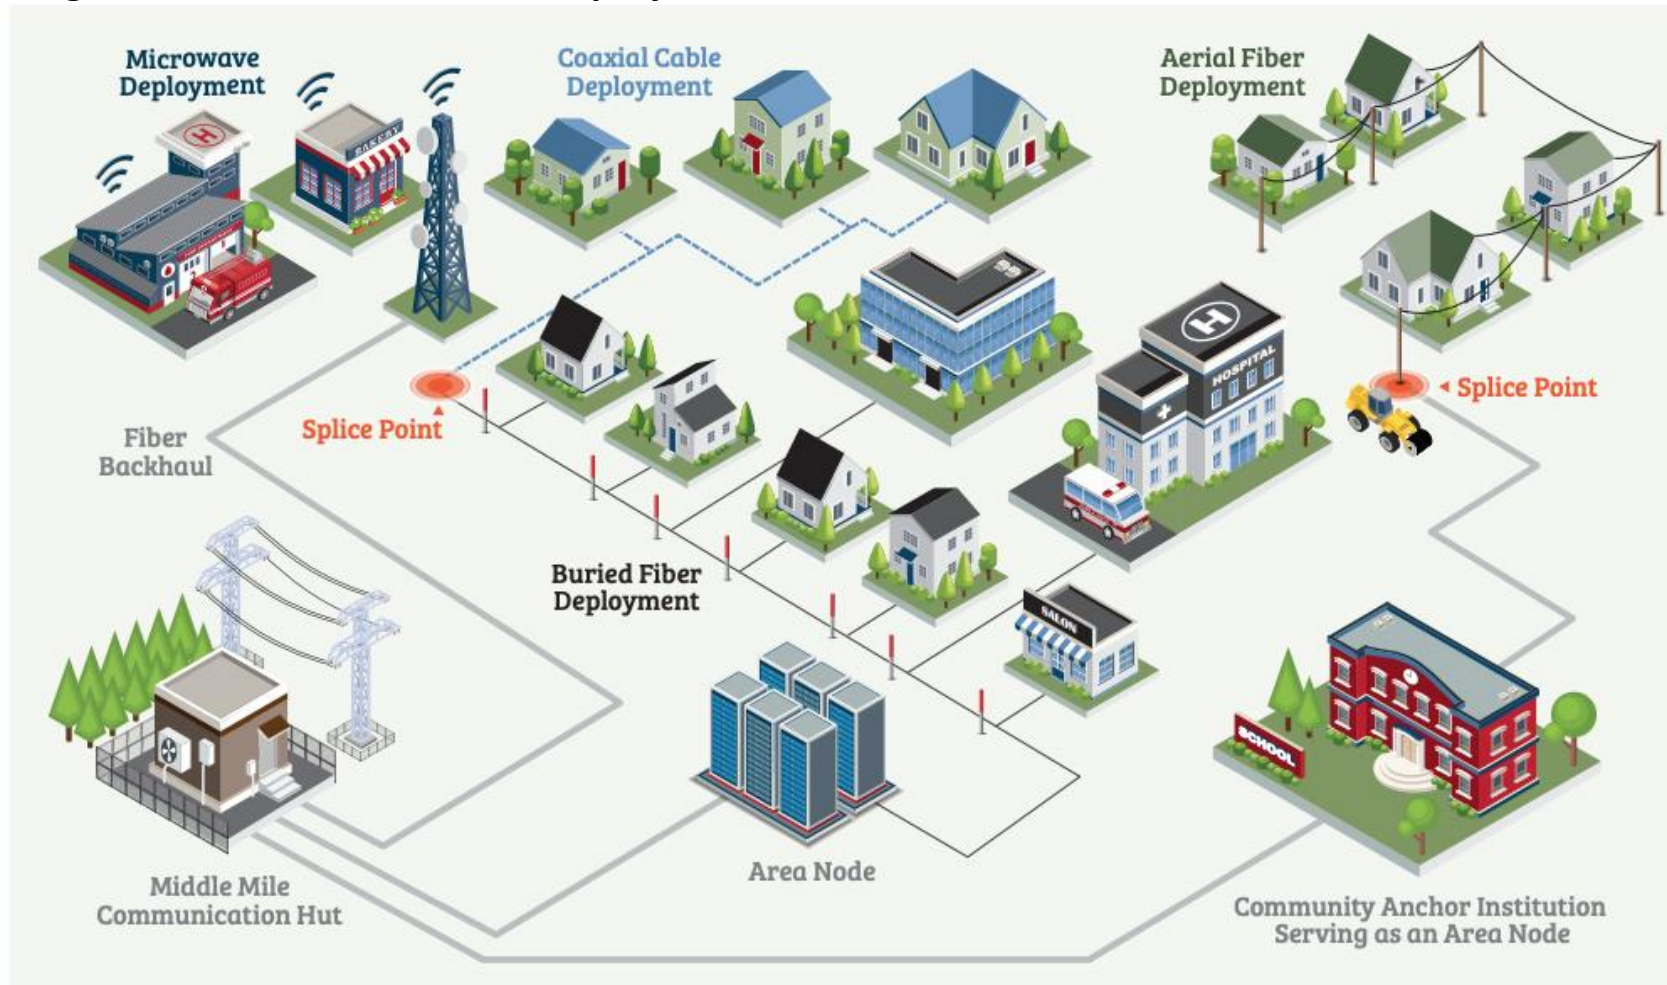 Microwave
Deployment
Coaxial Cable
Deployment
Aerial Fiber
Deployment
BAKERY
H
H
HOSPITAL
Splice Point
Splice Point
Fiber
Backhaul
Buried Fiber
Deployment
SALON
SCHOOL
Area Node
Middle Mile
Communication Hut
Community Anchor Institution
Serving as an Area Node